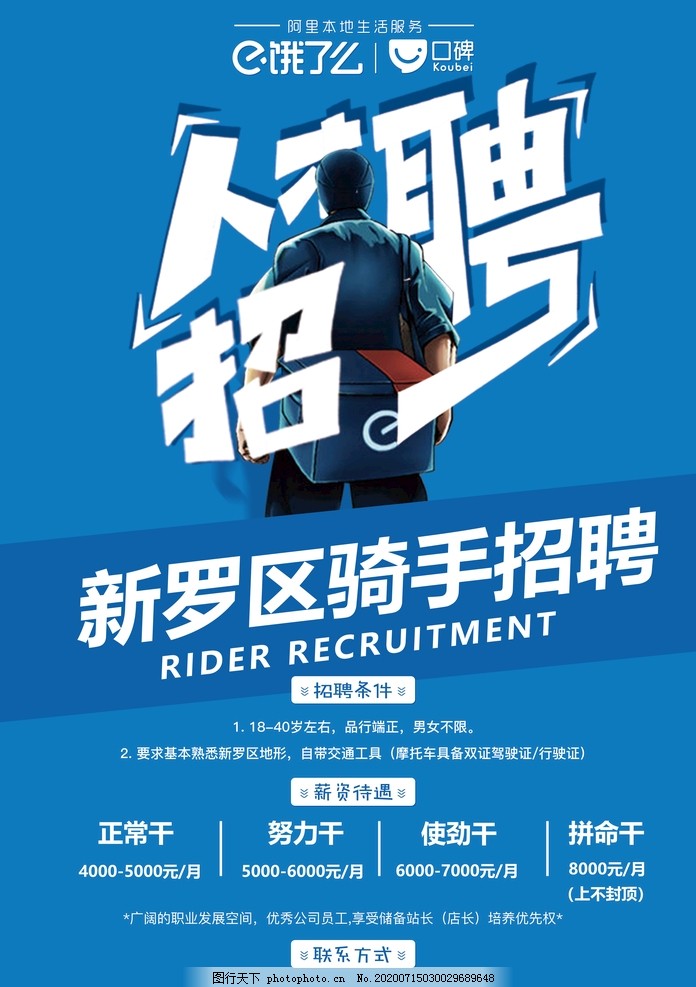 阿里本地生活服务
饿了么 口碑
Koubei
人才招聘
新罗区骑手招聘
RIDER RECRUITMENT
招聘条件
1. 18-40岁左右，品行端正，男女不限。
2. 要求基本熟悉新罗区地形，自带交通工具（摩托车具备双证驾驶证/行驶证）
薪资待遇
正常干 努力干 使劲干 拼命干
4000-5000元/月 5000-6000元/月 6000-7000元/月 8000元/月
（上不封顶）
*广阔的职业发展空间，优秀公司员工,享受储备站长（店长）培养优先权*
联系方式
图行天下 photophoto.cn No.20200715030029689648